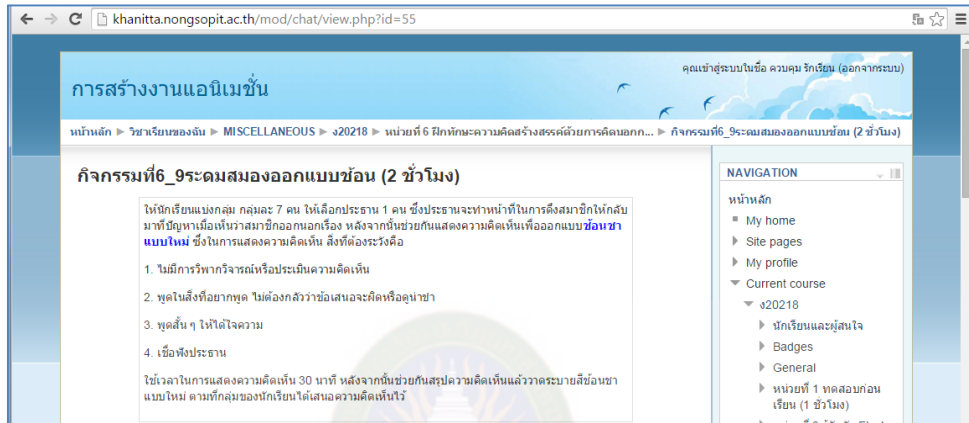 khanitta.nongsopit.ac.th/mod/chat/view.php?id=55
คุณเข้าสู่ระบบในชื่อ ควบคุม รักเรียน (ออกจากระบบ)
การสร้างงานแอนิเมชั่น
หน้าหลัก ▶ วิชาเรียนของฉัน ▶ MISCELLANEOUS ▶ ง20218 ▶ หน่วยที่ 6 ฝึกทักษะความคิดสร้างสรรค์ด้วยการคิดนอกก... ▶ กิจกรรมที่6_9ระดมสมองออกแบบช้อน (2 ชั่วโมง)
กิจกรรมที่6_9ระดมสมองออกแบบช้อน (2 ชั่วโมง)
ให้นักเรียนแบ่งกลุ่ม กลุ่มละ 7 คน ให้เลือกประธาน 1 คน ซึ่งประธานจะทำหน้าที่ในการดึงสมาชิกให้กลับ
มาที่ปัญหาเมื่อเห็นว่าสมาชิกออกนอกเรื่อง หลังจากนั้นช่วยกันแสดงความคิดเห็นเพื่อออกแบบช้อนชา
แบบใหม่ ซึ่งในการแสดงความคิดเห็น สิ่งที่ต้องระวังคือ
1. ไม่มีการวิพากวิจารณ์หรือประเมินความคิดเห็น
2. พูดในสิ่งที่อยากพูด ไม่ต้องกลัวว่าข้อเสนอจะผิดหรือดูน่าขำ
3. พูดสั้น ๆ ให้ได้ใจความ
4. เชื่อฟังประธาน
ใช้เวลาในการแสดงความคิดเห็น 30 นาที หลังจากนั้นช่วยกันสรุปความคิดเห็นแล้ววาดระบายสีช้อนชา
แบบใหม่ ตามที่กลุ่มของนักเรียนได้เสนอความคิดเห็นไว้
NAVIGATION
หน้าหลัก
My home
Site pages
My profile
Current course
ง20218
นักเรียนและผู้สนใจ
Badges
General
หน่วยที่ 1 ทดสอบก่อน
เรียน (1 ชั่วโมง)